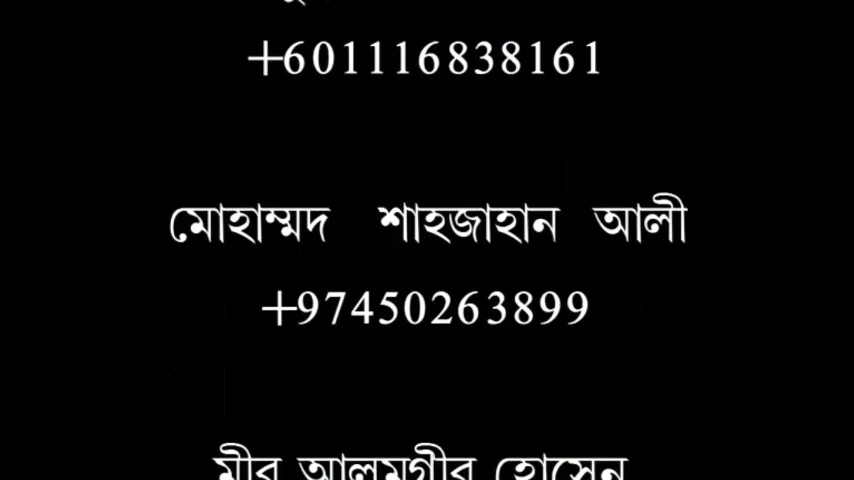 +601116838161
মোহাম্মদ শাহজাহান আলী
+97450263899
মীর আলমগীর হোসেন